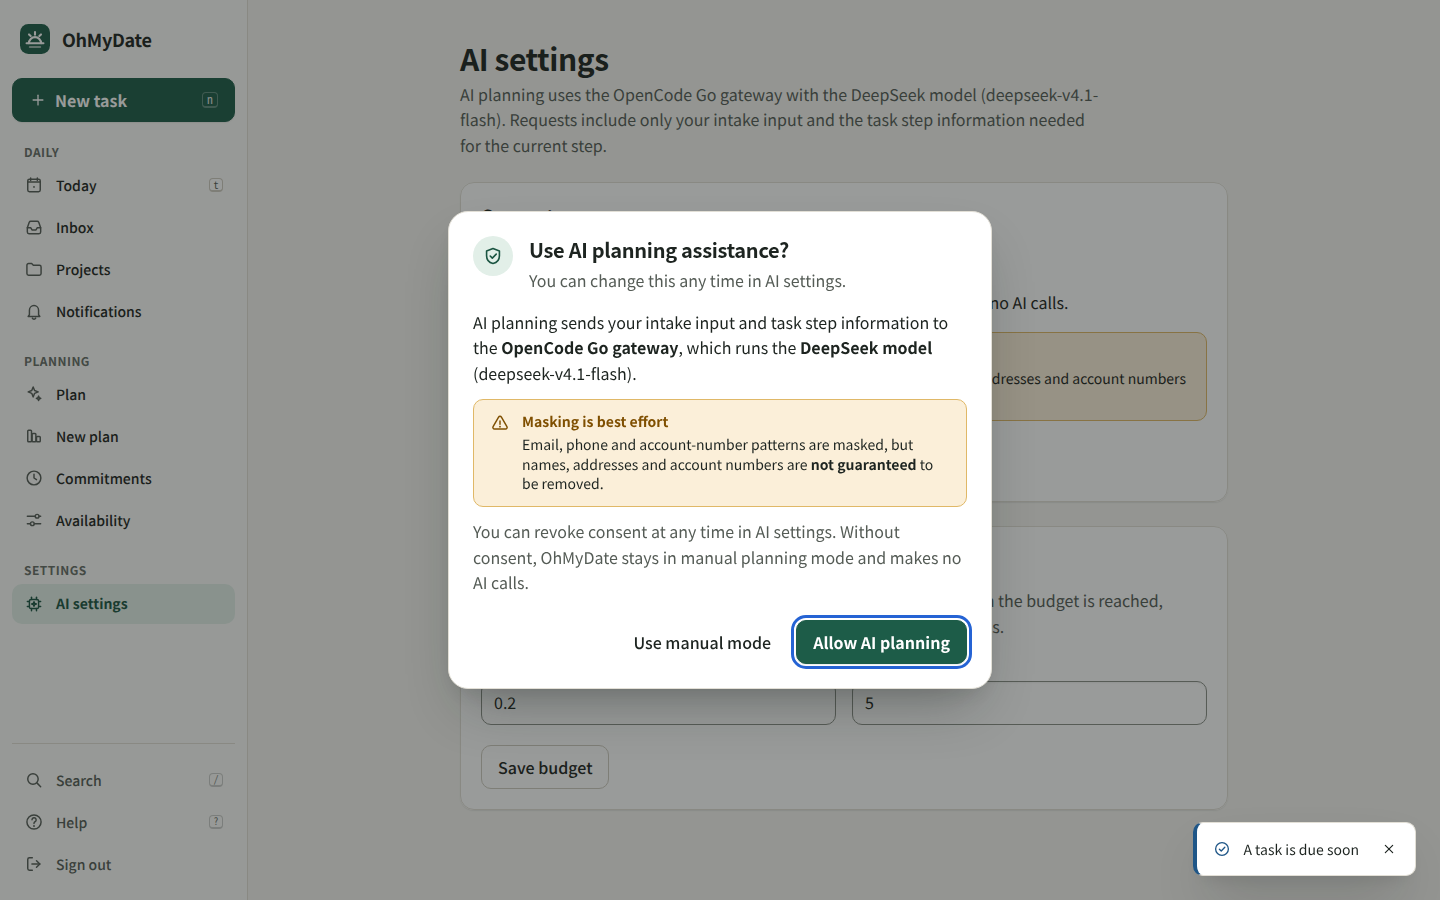 OhMyDate
New task
n
DAILY
Today
t
Inbox
Projects
Notifications
PLANNING
Plan
New plan
Commitments
Availability
SETTINGS
AI settings
Search
/
Help
?
Sign out
AI settings
AI planning uses the OpenCode Go gateway with the DeepSeek model (deepseek-v4.1-
flash). Requests include only your intake input and the task step information needed
for the current step.
no AI calls.
dresses and account numbers
the budget is reached,
0.2
5
Save budget
Use AI planning assistance?
You can change this any time in AI settings.
AI planning sends your intake input and task step information to
the OpenCode Go gateway, which runs the DeepSeek model
(deepseek-v4.1-flash).
Masking is best effort
Email, phone and account-number patterns are masked, but
names, addresses and account numbers are not guaranteed to
be removed.
You can revoke consent at any time in AI settings. Without
consent, OhMyDate stays in manual planning mode and makes no
AI calls.
Use manual mode
Allow AI planning
A task is due soon